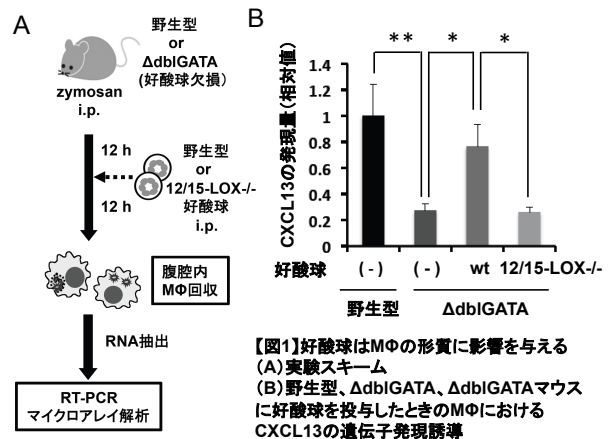 A
野生型
or
ΔdblGATA
(好酸球欠損)
zymosan
i.p.
12 h
野生型
or
12/15-LOX-/-
好酸球
i.p.
12 h
腹腔内
MΦ回収
RNA抽出
RT-PCR
マイクロアレイ解析
B
** * *
CXCL13の発現量(相対値)
1.4
1.2
1
0.8
0.6
0.4
0.2
0
好酸球 (-) (-) wt 12/15-LOX-/-
野生型 ΔdblGATA
【図1】好酸球はMΦの形質に影響を与える
(A)実験スキーム
(B)野生型、ΔdblGATA、ΔdblGATAマウス
に好酸球を投与したときのMΦにおける
CXCL13の遺伝子発現誘導